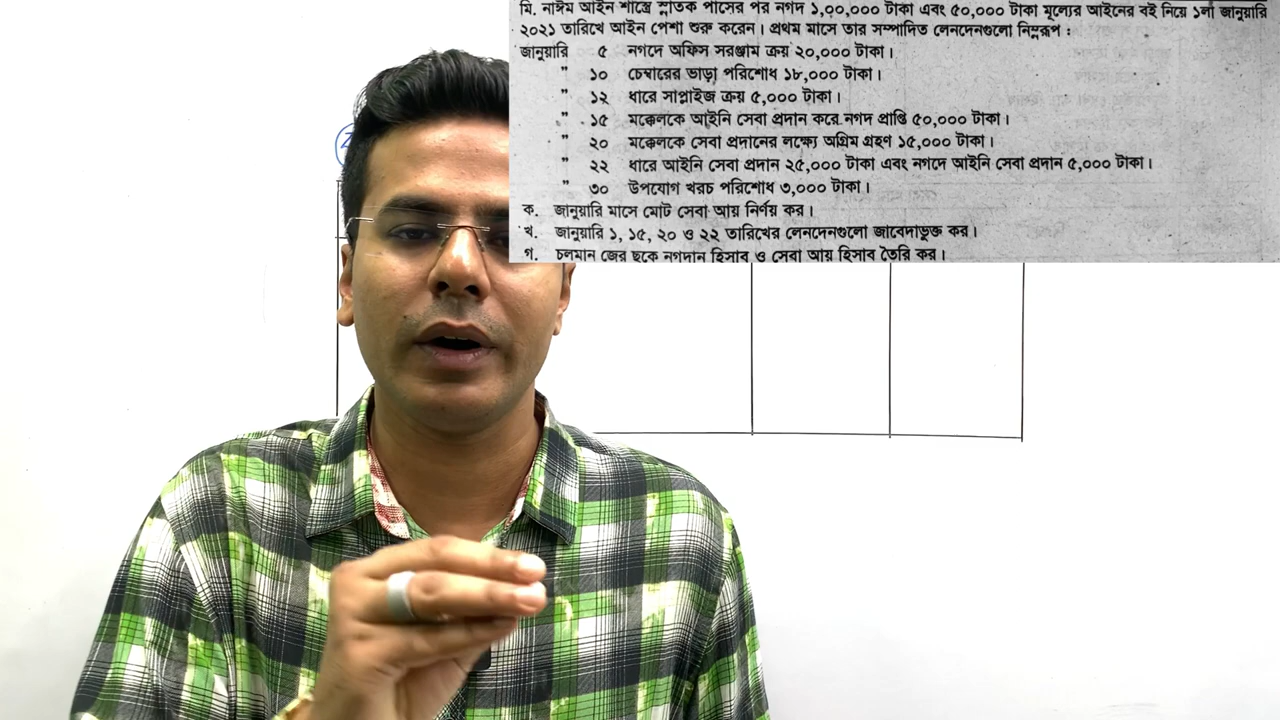 মি. নাঈম আইন শাস্ত্রে স্নাতক পাসের পর নগদ ১,০০,০০০ টাকা এবং ৫০,০০০ টাকা মূল্যের আইনের বই নিয়ে ১লা জানুয়ারি
২০২১ তারিখে আইন পেশা শুরু করেন। প্রথম মাসে তার সম্পাদিত লেনদেনগুলো নিম্নরূপ :
জানুয়ারি ৫ নগদে অফিস সরঞ্জাম ক্রয় ২০,০০০ টাকা।
" ১০ চেম্বারের ভাড়া পরিশোধ ১৮,০০০ টাকা।
" ১২ ধারে সাপ্লাইজ ক্রয় ৫,০০০ টাকা।
" ১৫ মক্কেলকে আইনি সেবা প্রদান করে নগদ প্রাপ্তি ৫০,০০০ টাকা।
" ২০ মক্কেলকে সেবা প্রদানের লক্ষ্যে অগ্রিম গ্রহণ ১৫,০০০ টাকা।
" ২২ ধারে আইনি সেবা প্রদান ২৫,০০০ টাকা এবং নগদে আইনি সেবা প্রদান ৫,০০০ টাকা।
" ৩০ উপযোগ খরচ পরিশোধ ৩,০০০ টাকা।
ক. জানুয়ারি মাসে মোট সেবা আয় নির্ণয় কর।
খ. জানুয়ারি ১, ১৫, ২০ ও ২২ তারিখের লেনদেনগুলো জাবেদাভুক্ত কর।
গ. চলমান জের ছকে নগদান হিসাব ও সেবা আয় হিসাব তৈরি কর।